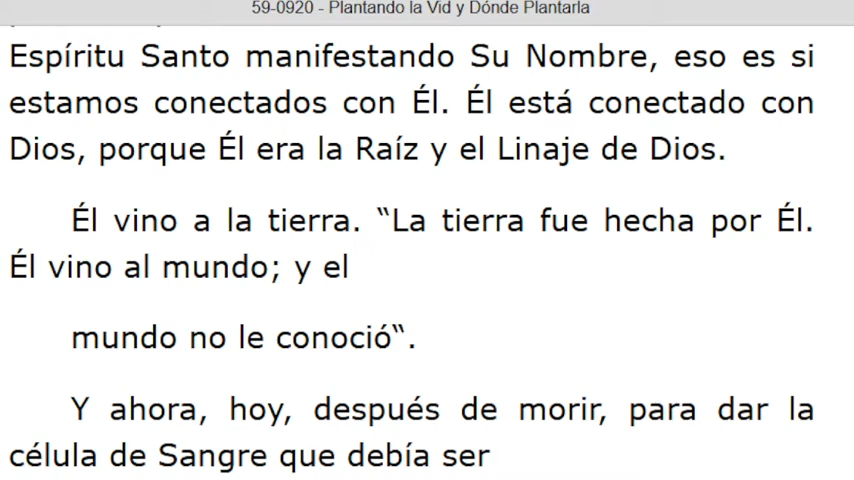 59-0920 - Plantando la Vid y Dónde Plantarla
Espíritu Santo manifestando Su Nombre, eso es si
estamos conectados con Él. Él está conectado con
Dios, porque Él era la Raíz y el Linaje de Dios.
Él vino a la tierra. “La tierra fue hecha por Él.
Él vino al mundo; y el
mundo no le conoció“.
Y ahora, hoy, después de morir, para dar la
célula de Sangre que debía ser